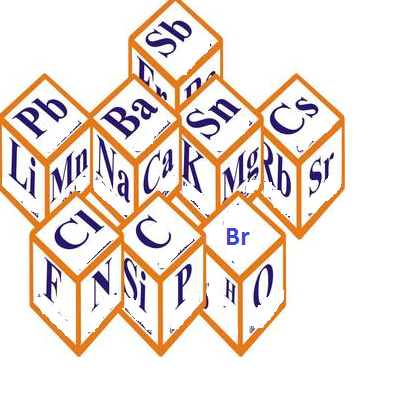 Sb
Pb Ba Sn Cs
Li Mn Na Ca K Mg Rb Sr
Cl C Br
F N Si P H O